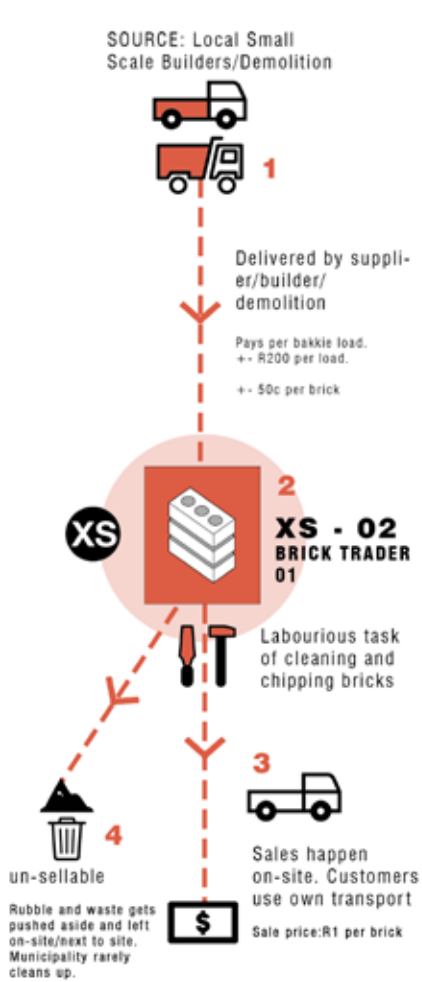 SOURCE: Local Small
Scale Builders/Demolition
1
Delivered by suppli-
er/builder/
demolition
Pays per bakkie load.
+- R200 per load.
+- 50c per brick
2
XS
XS - 02
BRICK TRADER
01
Labourious task
of cleaning and
chipping bricks
3
Sales happen
on-site. Customers
use own transport
Sale price:R1 per brick
$
4
un-sellable
Rubble and waste gets
pushed aside and left
on-site/next to site.
Municipality rarely
cleans up.